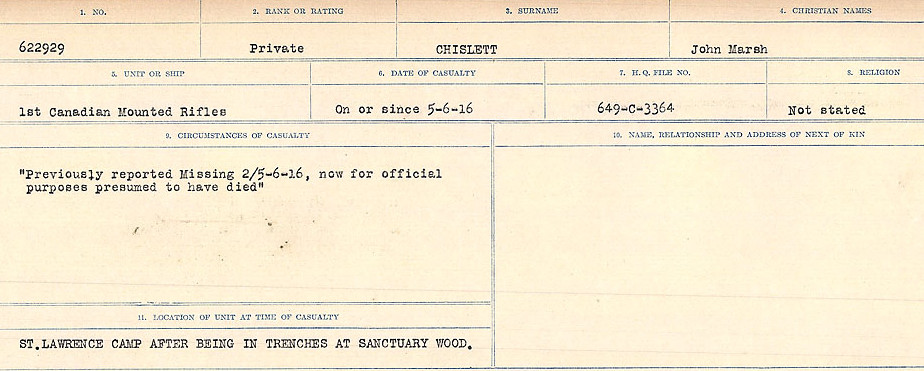 1. NO. 2. RANK OR RATING 3. SURNAME 4. CHRISTIAN NAMES
622929 Private CHISLETT John Marsh
5. UNIT OR SHIP 6. DATE OF CASUALTY 7. H.Q. FILE NO. 8. RELIGION
1st Canadian Mounted Rifles On or since 5-6-16 649-C-3364 Not stated
9. CIRCUMSTANCES OF CASUALTY 10. NAME, RELATIONSHIP AND ADDRESS OF NEXT OF KIN
"Previously reported Missing 2/5-6-16, now for official
purposes presumed to have died"
11. LOCATION OF UNIT AT TIME OF CASUALTY
ST.LAWRENCE CAMP AFTER BEING IN TRENCHES AT SANCTUARY WOOD.